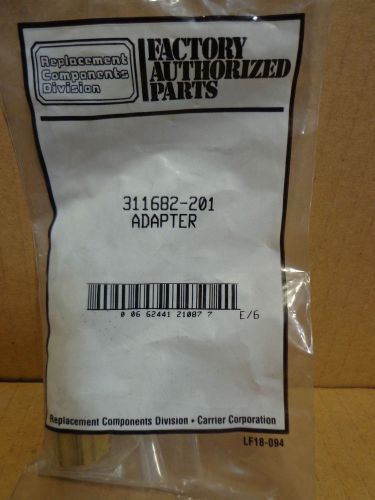 Replacement
Components
Division
FACTORY
AUTHORIZED
PARTS
311682-201
ADAPTER
0 06 62441 21087 7
E/6
Replacement Components Division • Carrier Corporation
LF18-094